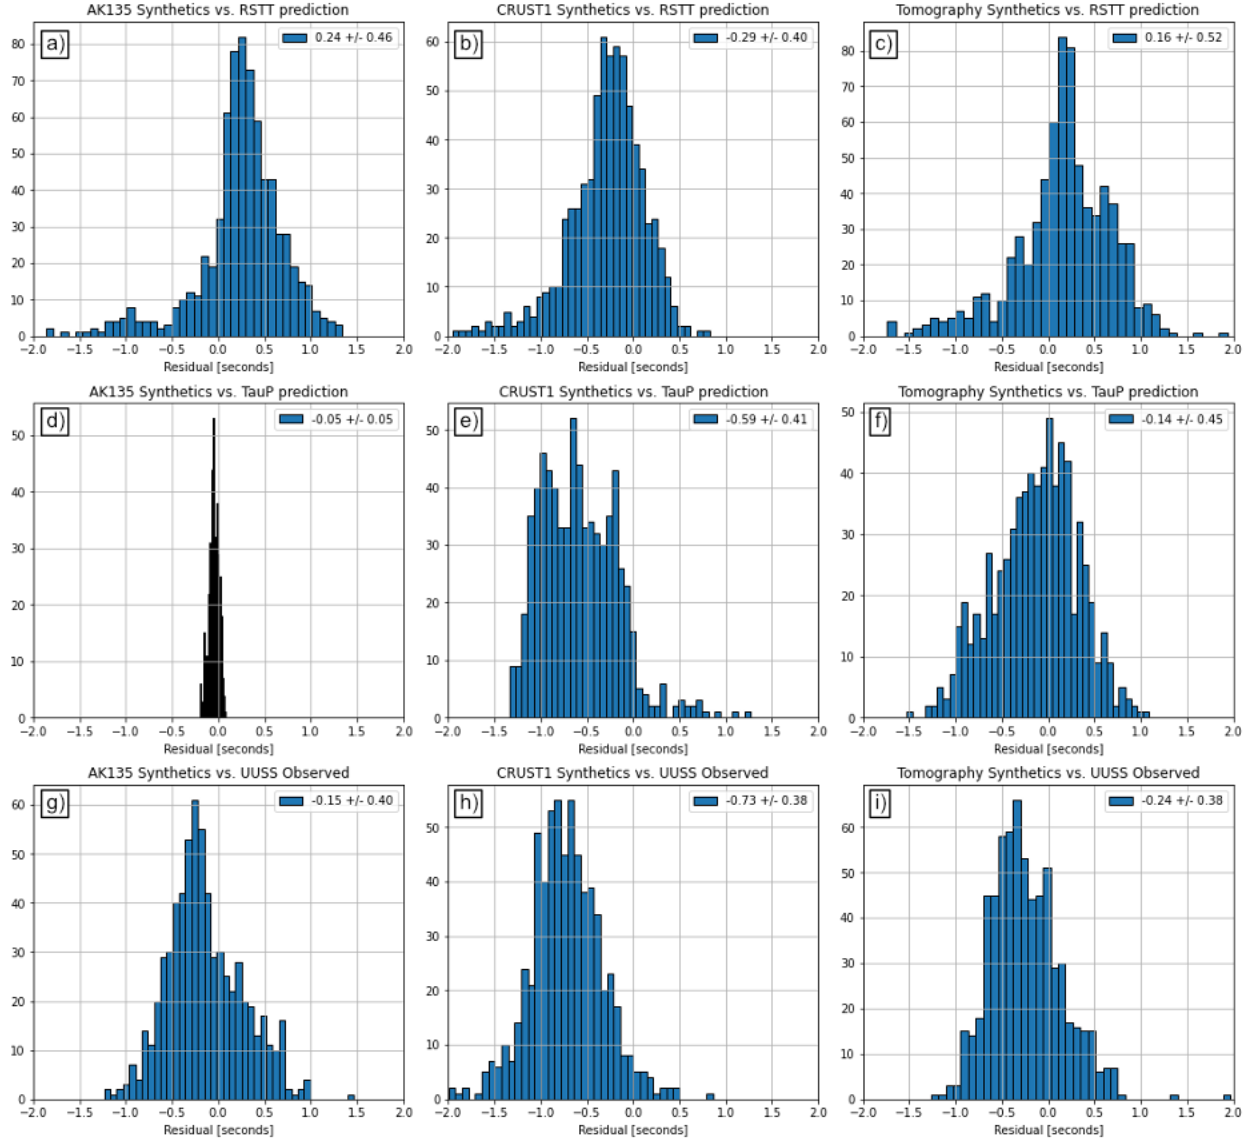 AK135 Synthetics vs. RSTT prediction
a)
0.24 +/- 0.46
80
70
60
50
40
30
20
10
0
−2.0 −1.5 −1.0 −0.5 0.0 0.5 1.0 1.5 2.0
Residual [seconds]
CRUST1 Synthetics vs. RSTT prediction
b)
-0.29 +/- 0.40
60
50
40
30
20
10
0
−2.0 −1.5 −1.0 −0.5 0.0 0.5 1.0 1.5 2.0
Residual [seconds]
Tomography Synthetics vs. RSTT prediction
c)
0.16 +/- 0.52
80
70
60
50
40
30
20
10
0
−2.0 −1.5 −1.0 −0.5 0.0 0.5 1.0 1.5 2.0
Residual [seconds]
AK135 Synthetics vs. TauP prediction
d)
-0.05 +/- 0.05
50
40
30
20
10
0
−2.0 −1.5 −1.0 −0.5 0.0 0.5 1.0 1.5 2.0
Residual [seconds]
CRUST1 Synthetics vs. TauP prediction
e)
-0.59 +/- 0.41
50
40
30
20
10
0
−2.0 −1.5 −1.0 −0.5 0.0 0.5 1.0 1.5 2.0
Residual [seconds]
Tomography Synthetics vs. TauP prediction
f)
-0.14 +/- 0.45
50
40
30
20
10
0
−2.0 −1.5 −1.0 −0.5 0.0 0.5 1.0 1.5 2.0
Residual [seconds]
AK135 Synthetics vs. UUSS Observed
g)
-0.15 +/- 0.40
60
50
40
30
20
10
0
−2.0 −1.5 −1.0 −0.5 0.0 0.5 1.0 1.5 2.0
Residual [seconds]
CRUST1 Synthetics vs. UUSS Observed
h)
-0.73 +/- 0.38
50
40
30
20
10
0
−2.0 −1.5 −1.0 −0.5 0.0 0.5 1.0 1.5 2.0
Residual [seconds]
Tomography Synthetics vs. UUSS Observed
i)
-0.24 +/- 0.38
60
50
40
30
20
10
0
−2.0 −1.5 −1.0 −0.5 0.0 0.5 1.0 1.5 2.0
Residual [seconds]